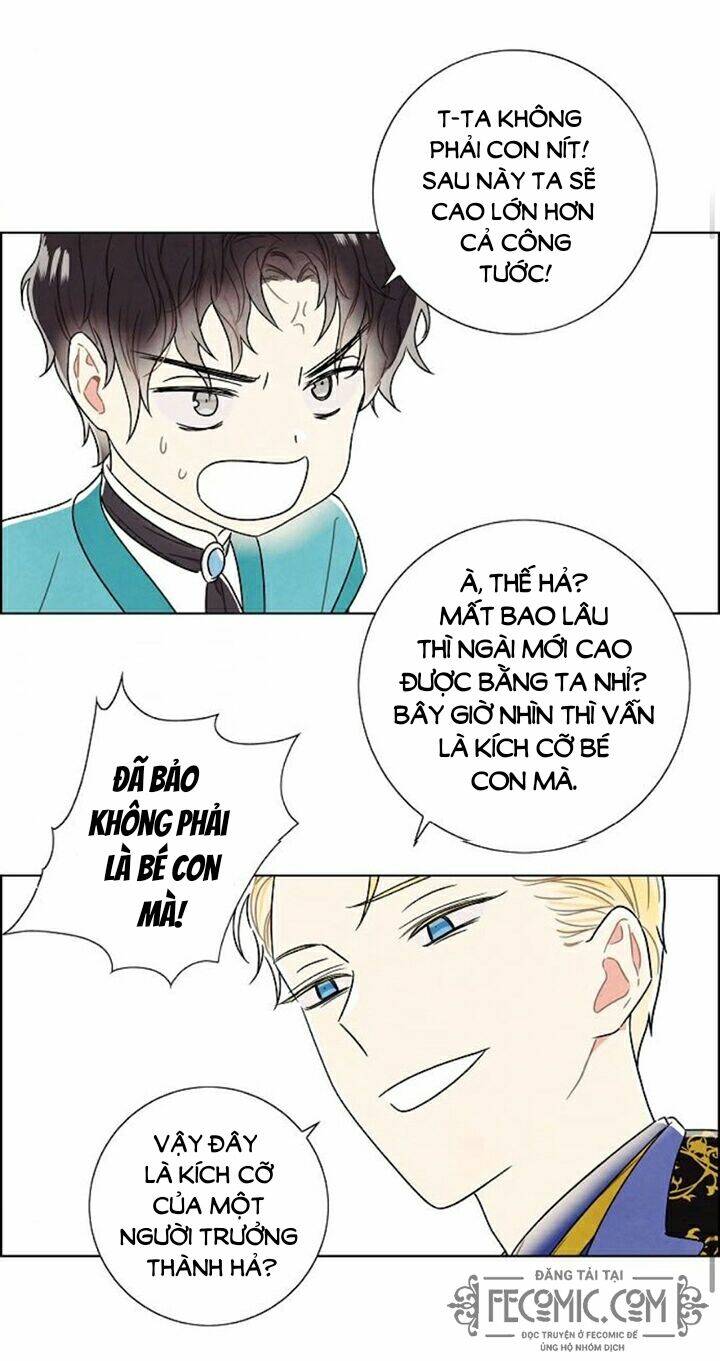 T-TA KHÔNG
PHẢI CON NÍT!
SAU NÀY TA SẼ
CAO LỚN HƠN
CẢ CÔNG
TƯỚC!
À, THẾ HẢ?
MẤT BAO LÂU
THÌ NGÀI MỚI CAO
ĐƯỢC BẰNG TA NHỈ?
BÂY GIỜ NHÌN THÌ VẪN
LÀ KÍCH CỠ BÉ
CON MÀ.
ĐÃ BẢO
KHÔNG PHẢI
LÀ BÉ CON
MÀ!
VẬY ĐÂY
LÀ KÍCH CỠ
CỦA MỘT
NGƯỜI TRƯỞNG
THÀNH HẢ?
ĐĂNG TẢI TẠI
FECOMIC.COM
ĐỌC TRUYỆN Ở FECOMIC ĐỂ
ỦNG HỘ NHÓM DỊCH